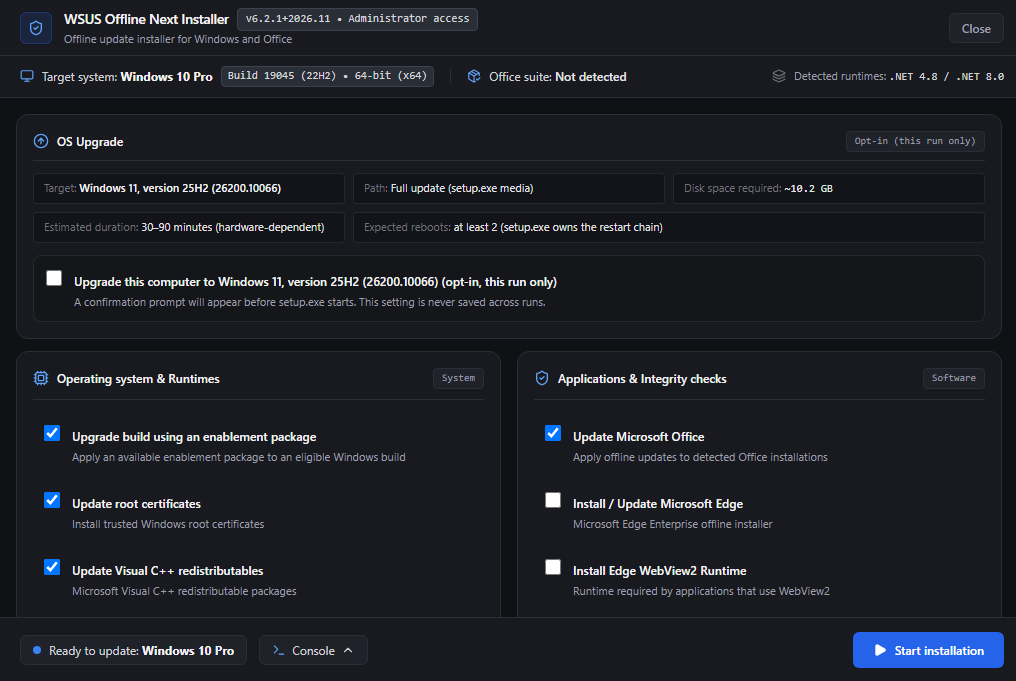 WSUS Offline Next Installer
v6.2.1+2026.11 • Administrator access
Offline update installer for Windows and Office
Close
Target system: Windows 10 Pro
Build 19045 (22H2) • 64-bit (x64)
Office suite: Not detected
Detected runtimes: .NET 4.8 / .NET 8.0
OS Upgrade
Opt-in (this run only)
Target: Windows 11, version 25H2 (26200.10066)
Path: Full update (setup.exe media)
Disk space required: ~10.2 GB
Estimated duration: 30–90 minutes (hardware-dependent)
Expected reboots: at least 2 (setup.exe owns the restart chain)
Upgrade this computer to Windows 11, version 25H2 (26200.10066) (opt-in, this run only)
A confirmation prompt will appear before setup.exe starts. This setting is never saved across runs.
Operating system & Runtimes
System
Upgrade build using an enablement package
Apply an available enablement package to an eligible Windows build
Update root certificates
Install trusted Windows root certificates
Update Visual C++ redistributables
Microsoft Visual C++ redistributable packages
Applications & Integrity checks
Software
Update Microsoft Office
Apply offline updates to detected Office installations
Install / Update Microsoft Edge
Microsoft Edge Enterprise offline installer
Install Edge WebView2 Runtime
Runtime required by applications that use WebView2
Ready to update: Windows 10 Pro
Console
Start installation